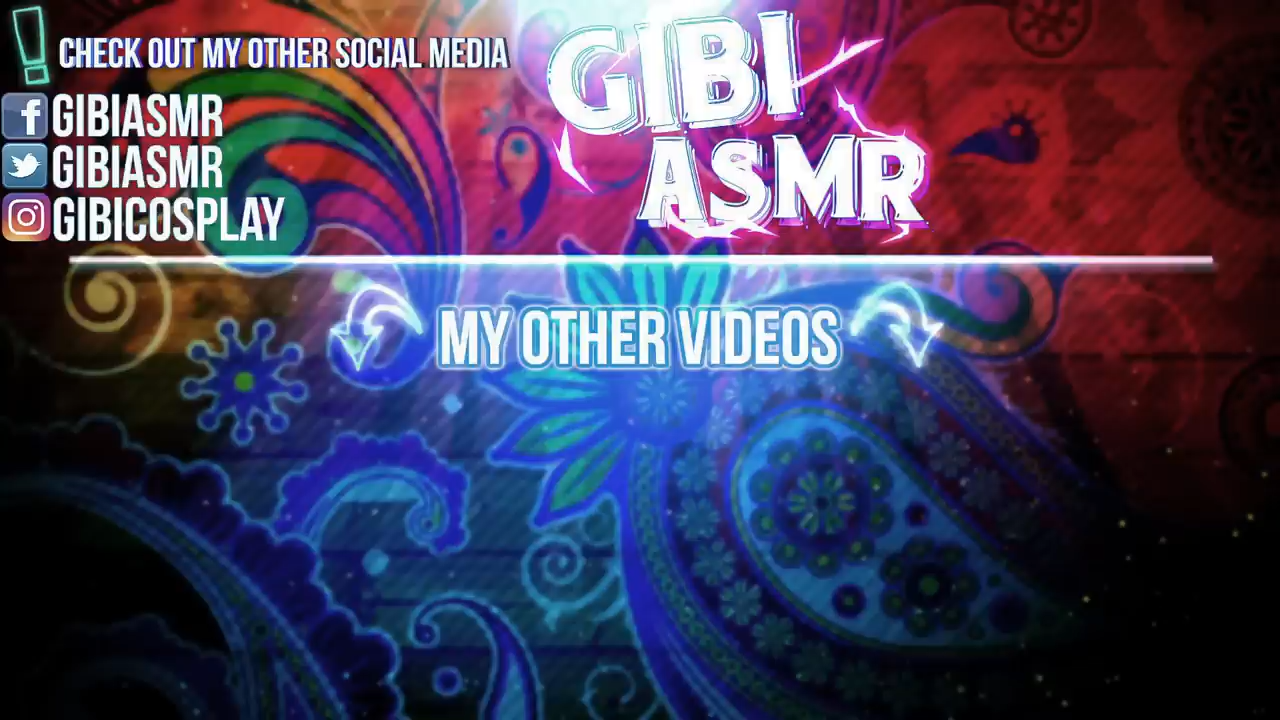 CHECK OUT MY OTHER SOCIAL MEDIA
GIBIASMR
GIBIASMR
GIBICOSPLAY
GIBI
ASMR
MY OTHER VIDEOS